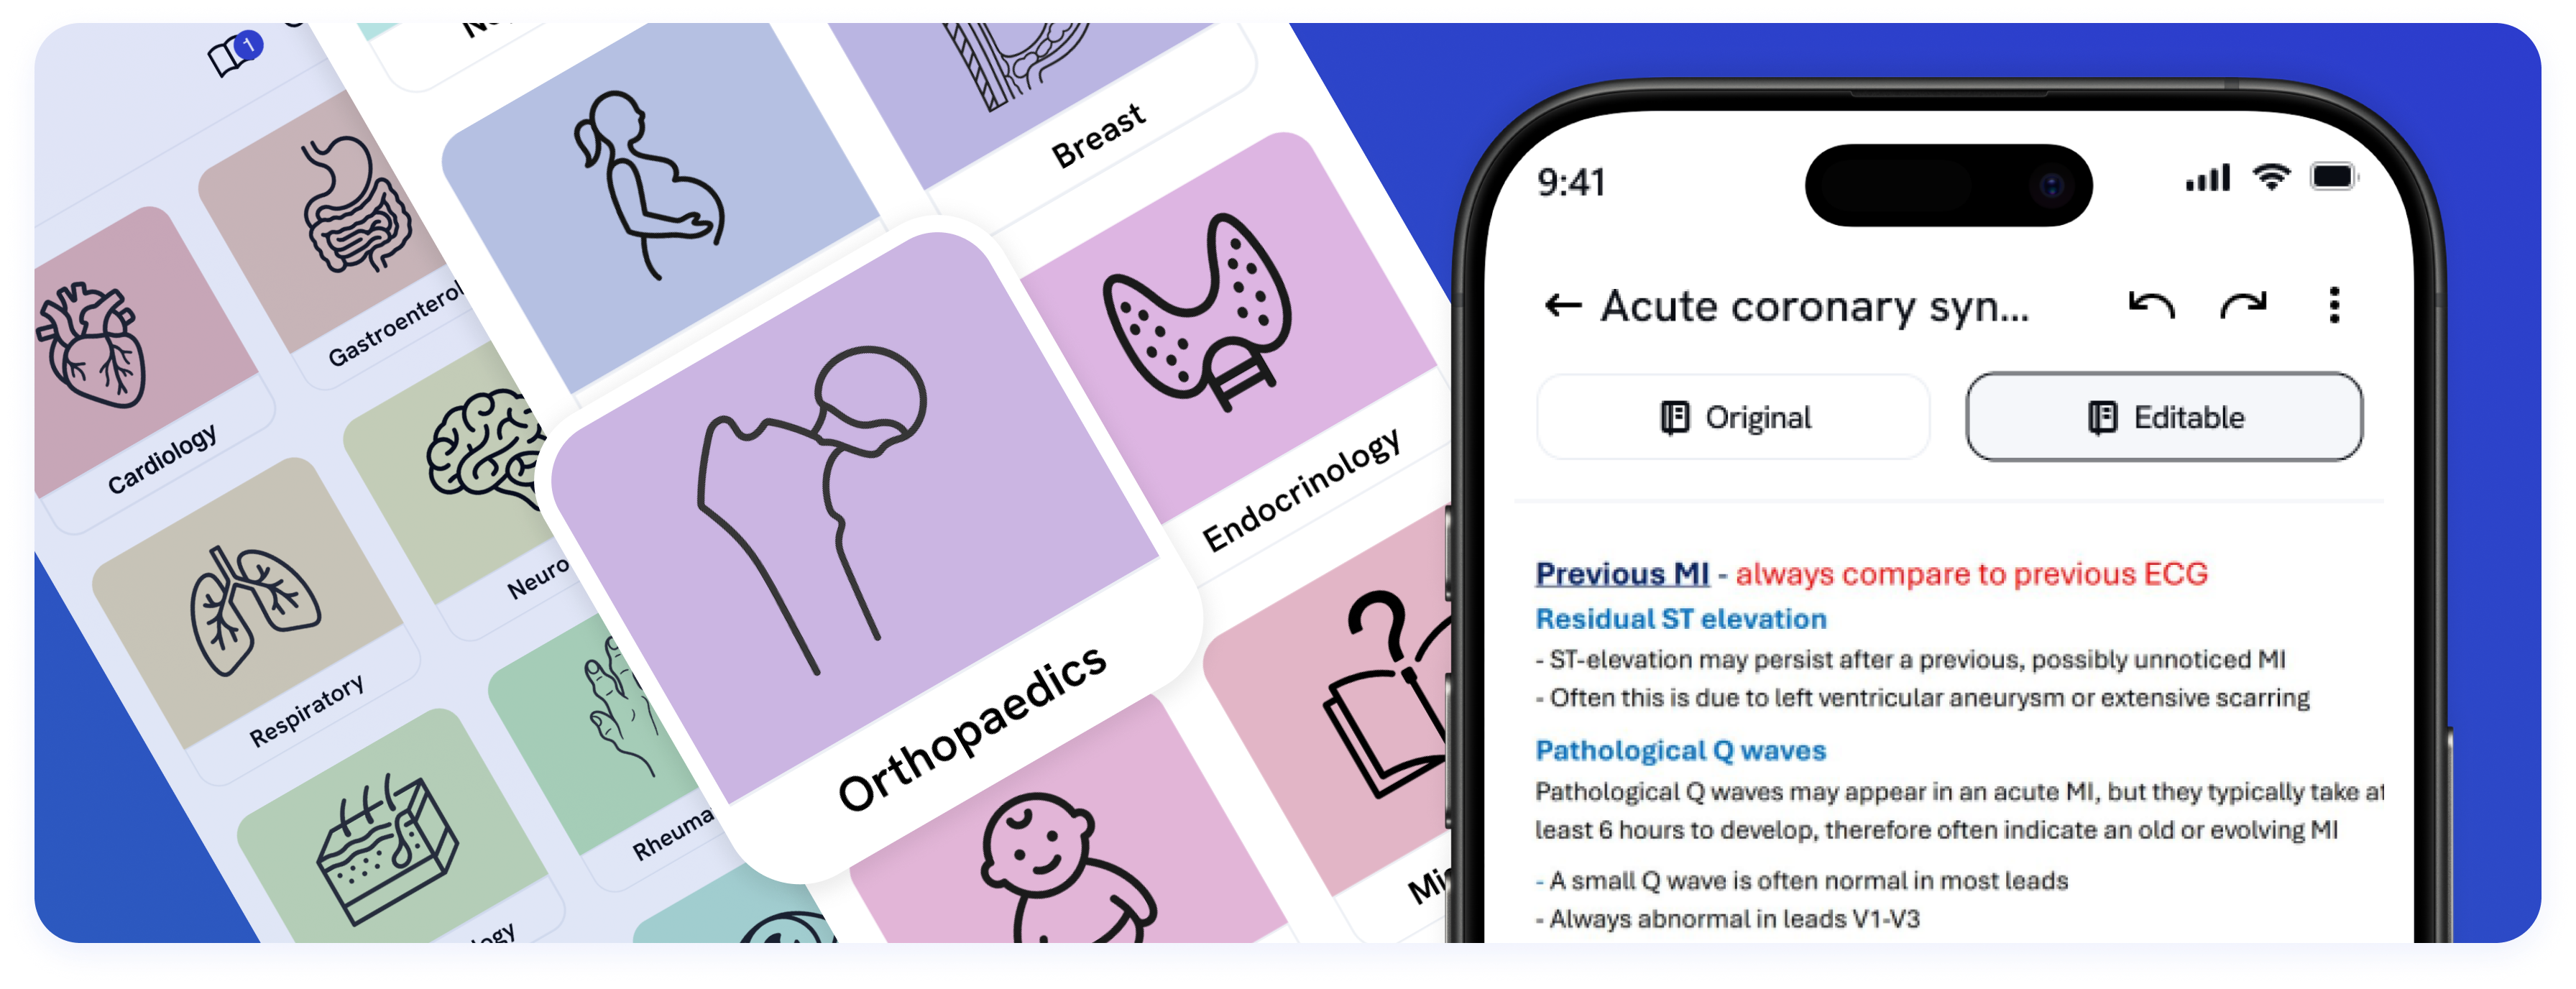 1
Gastroenterol
Cardiology
Neuro
Respiratory
Rheuma
Breast
Endocrinology
Orthopaedics
9:41
Acute coronary syn...
Original
Editable
Previous MI - always compare to previous ECG
Residual ST elevation
- ST-elevation may persist after a previous, possibly unnoticed MI
- Often this is due to left ventricular aneurysm or extensive scarring
Pathological Q waves
Pathological Q waves may appear in an acute MI, but they typically take at
least 6 hours to develop, therefore often indicate an old or evolving MI
- A small Q wave is often normal in most leads
- Always abnormal in leads V1-V3